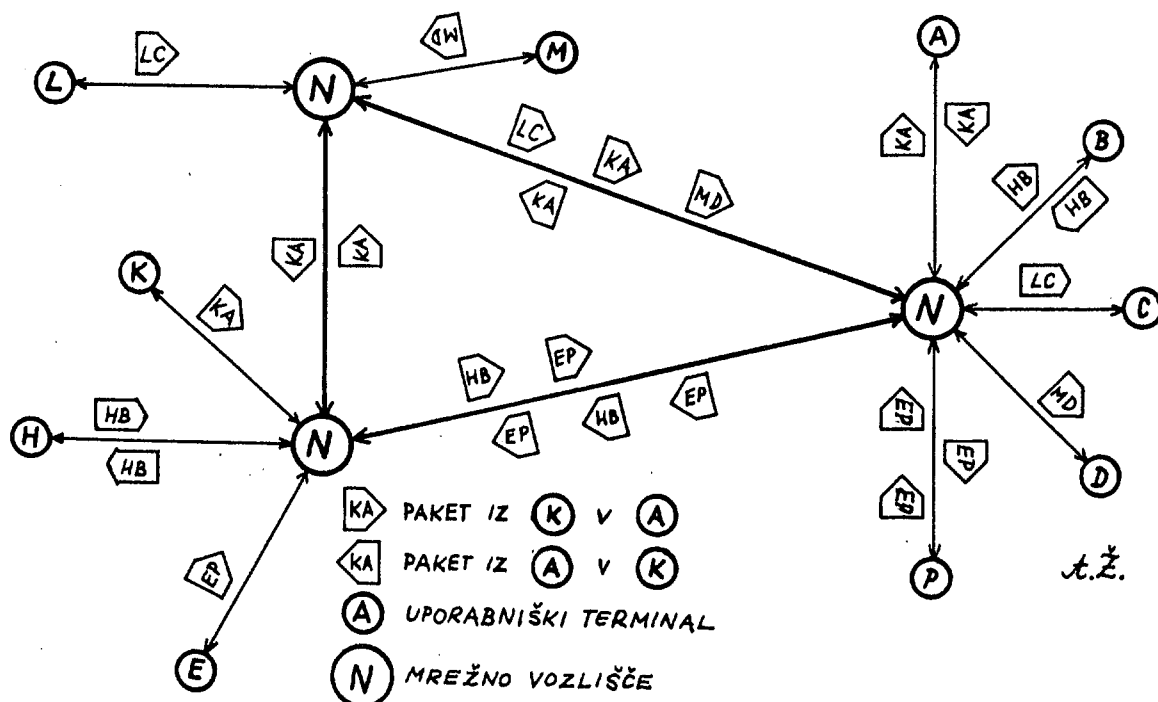 A
LC
MD
M
L
N
KA
KA
B
LC
HB
HB
KA
MD
KA
KA
KA
K
KA
N
LC
C
HB
EP
EP
MD
HB
EP
EP
HB
EP
H
N
HB
EP
D
EP
KA PAKET IZ K V A
KA PAKET IZ A V K
P
A.Ž.
EP
A UPORABNIŠKI TERMINAL
E
N MREŽNO VOZLIŠČE